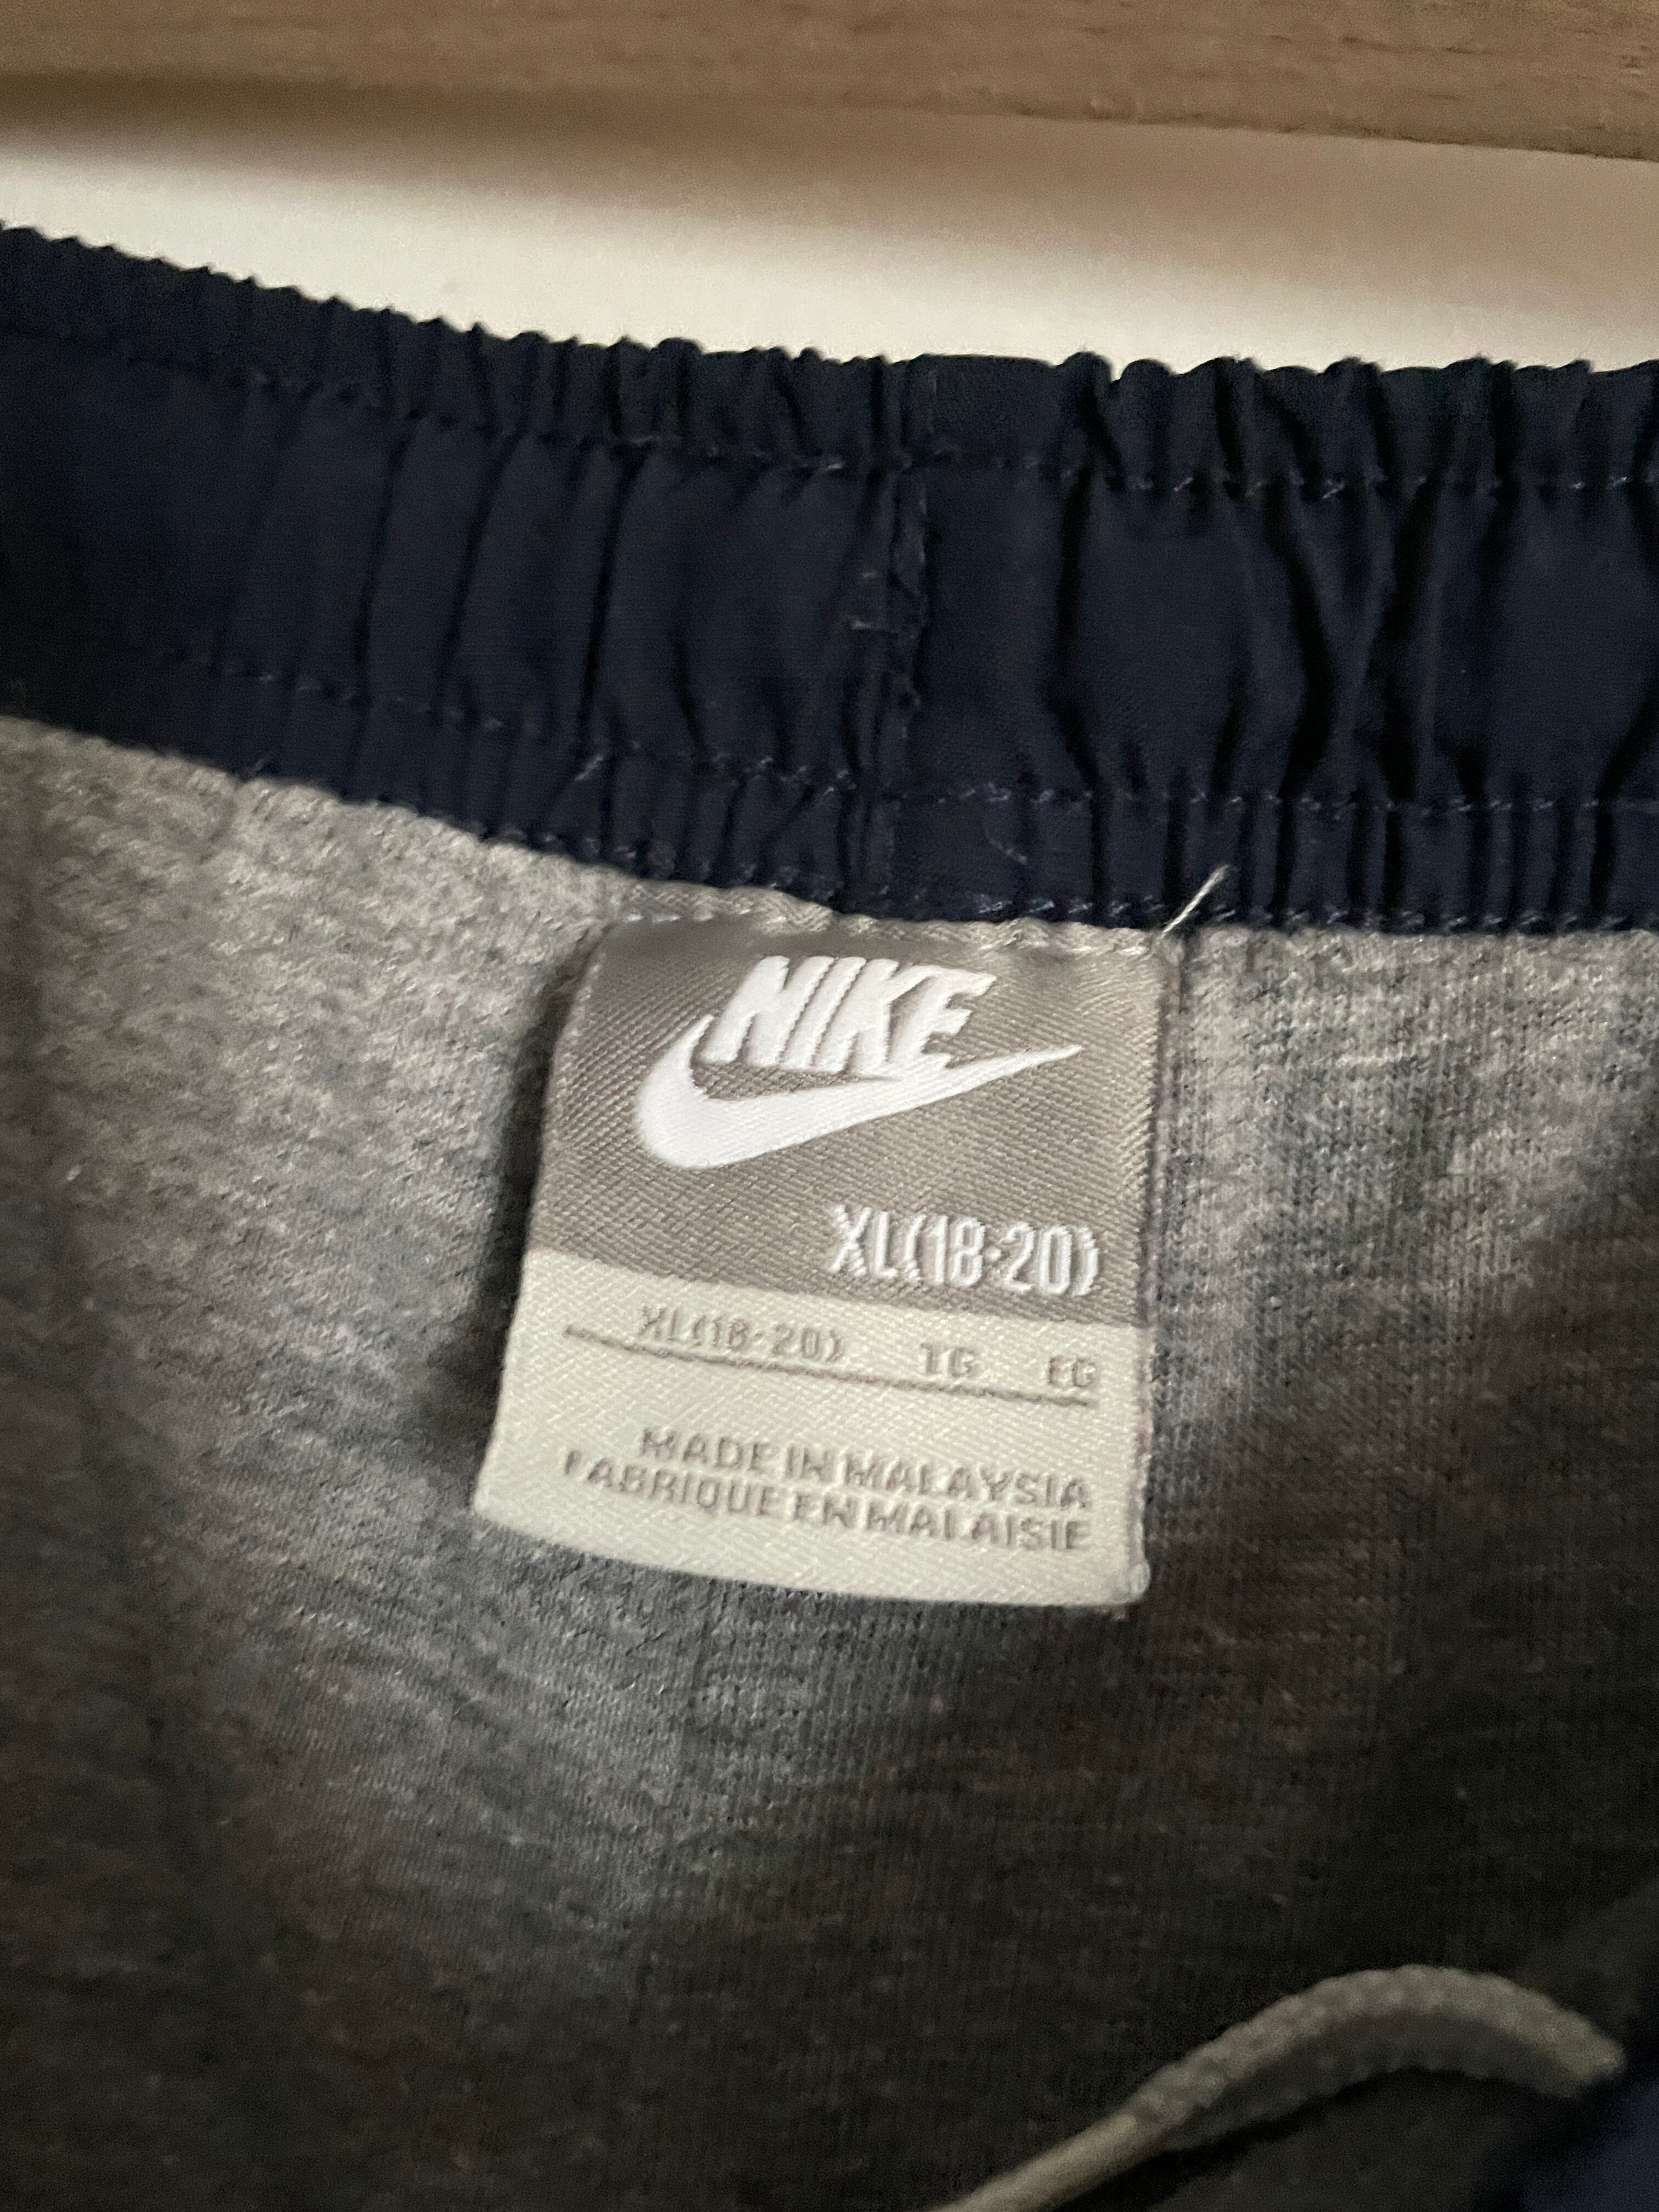 NIKE
XL(18-20)
XL(18-20) TG EG
MADE IN MALAYSIA
FABRIQUE EN MALAISIE